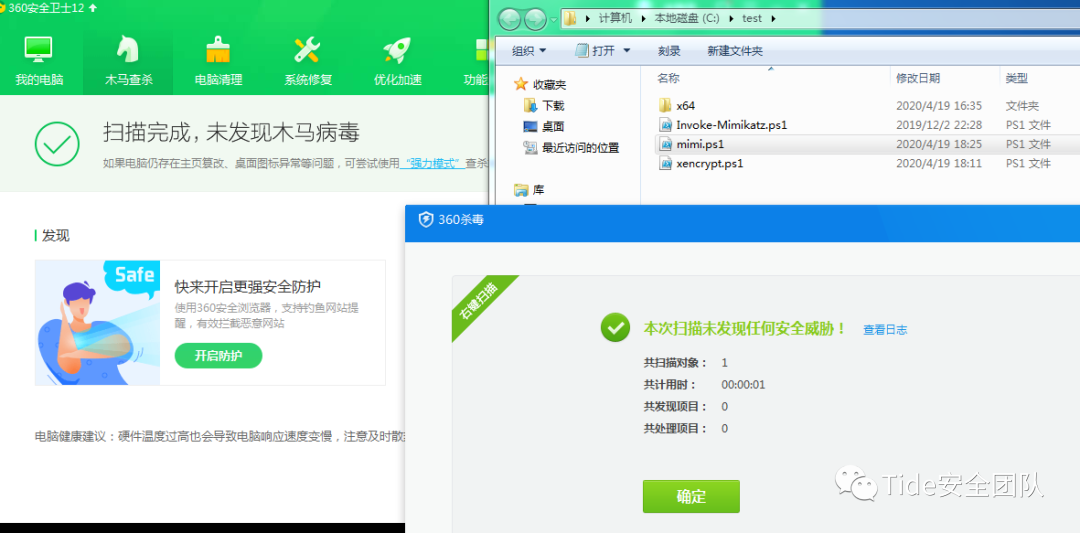 360安全卫士12
我的电脑
木马查杀
电脑清理
系统修复
优化加速
功能
扫描完成，未发现木马病毒
如果电脑仍存在主页篡改、桌面图标异常等问题，可尝试使用“强力模式”查杀
发现
Safe
快来开启更强安全防护
使用360安全浏览器，支持钓鱼网站提
醒，有效拦截恶意网站
开启防护
电脑健康建议：硬件温度过高也会导致电脑响应速度变慢，注意及时散
计算机 本地磁盘 (C:) test
组织 打开 刻录 新建文件夹
收藏夹
下载
桌面
最近访问的位置
库
名称 修改日期 类型
x64 2020/4/19 16:35 文件夹
Invoke-Mimikatz.ps1 2019/12/2 22:28 PS1 文件
mimi.ps1 2020/4/19 18:25 PS1 文件
xencrypt.ps1 2020/4/19 18:11 PS1 文件
360杀毒
右键扫描
本次扫描未发现任何安全威胁！ 查看日志
共扫描对象： 1
共计用时： 00:00:01
共发现项目： 0
共处理项目： 0
确定
Tide安全团队